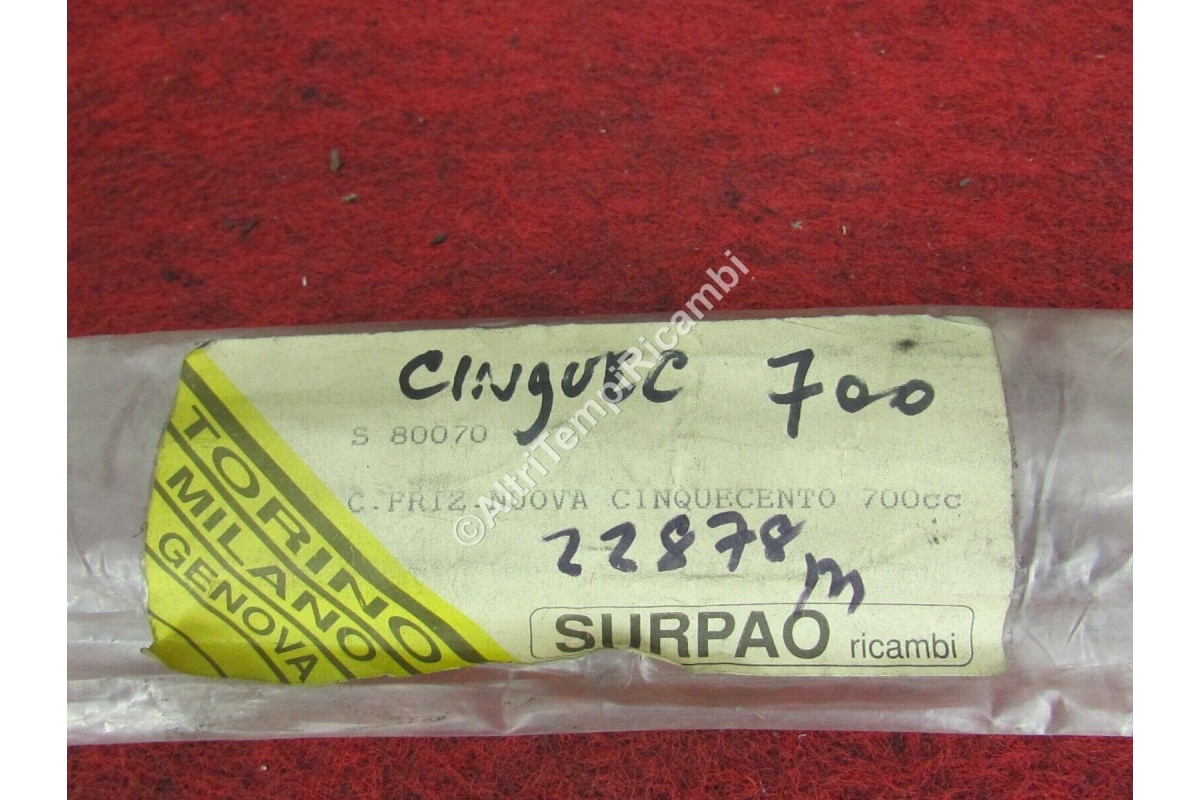 CINQUEC 700
S 80070
C.FRIZ.NUOVA CINQUECENTO 700cc
22878
m
TORINO
MILANO
GENOVA
SURPAO ricambi
©AltriTempiRicambi